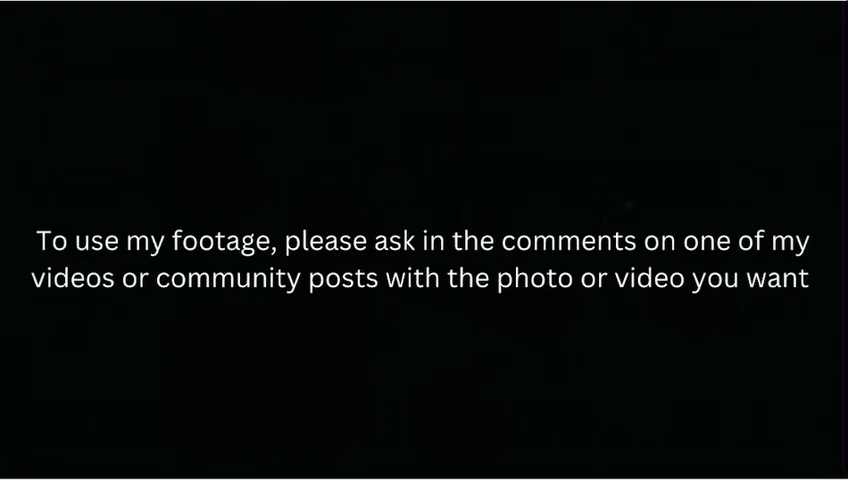 To use my footage, please ask in the comments on one of my
videos or community posts with the photo or video you want